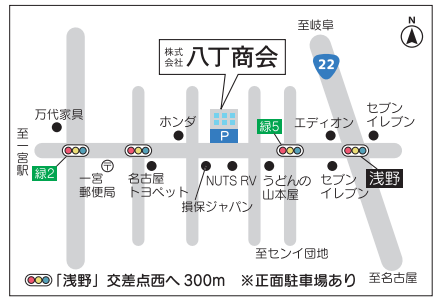 至岐阜
N
株式
会社 八丁商会
22
万代家具
ホンダ
緑5
エディオン
セブン
イレブン
至一宮駅
緑2
〒
一宮
郵便局
名古屋
トヨペット
P
損保ジャパン
NUTS RV
うどんの
山本屋
セブン
イレブン
浅野
至センイ団地
至名古屋
「浅野」交差点西へ300m ※正面駐車場あり